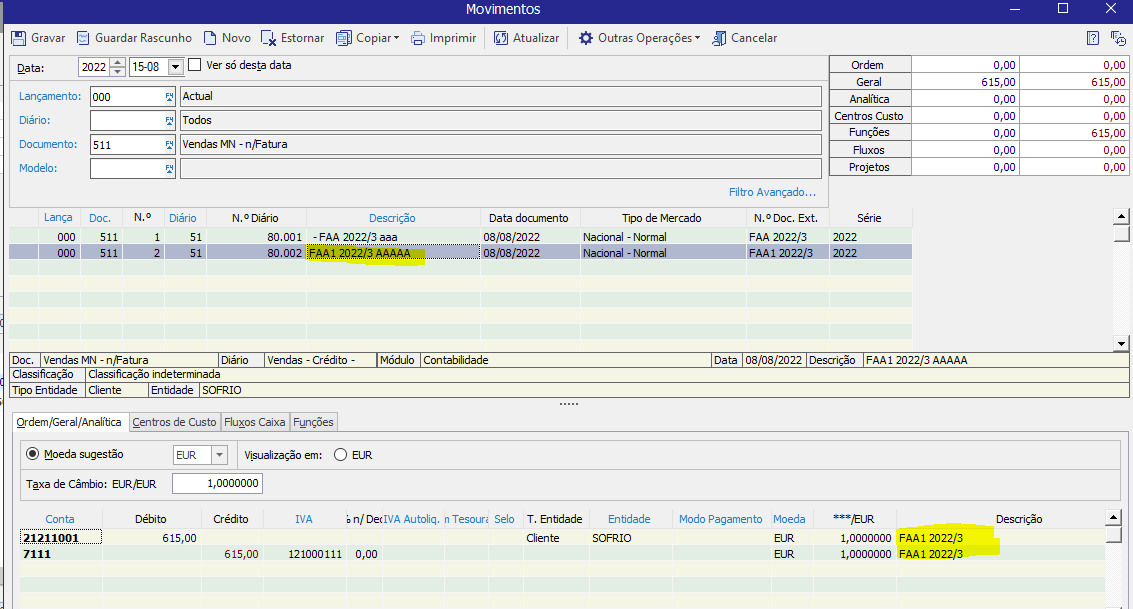 Movimentos
Gravar Guardar Rascunho Novo Estornar Copiar Imprimir Atualizar Outras Operações Cancelar
Data: 2022 15-08 Ver só desta data
Lançamento: 000 Actual
Diário: Todos
Documento: 511 Vendas MN - n/Fatura
Modelo:
Filtro Avançado...
Ordem 0,00 0,00
Geral 615,00 615,00
Analítica 0,00 0,00
Centros Custo 0,00 0,00
Funções 0,00 615,00
Fluxos 0,00 0,00
Projetos 0,00 0,00
Lança Doc. N.º Diário N.º Diário Descrição Data documento Tipo de Mercado N.º Doc. Ext. Série
000 511 1 51 80.001 - FAA 2022/3 aaa 08/08/2022 Nacional - Normal FAA 2022/3 2022
000 511 2 51 80.002 FAA1 2022/3 AAAAA 08/08/2022 Nacional - Normal FAA1 2022/3 2022
Doc. Vendas MN - n/Fatura Diário Vendas - Crédito - Módulo Contabilidade Data 08/08/2022 Descrição FAA1 2022/3 AAAAA
Classificação Classificação indeterminada
Tipo Entidade Cliente Entidade SOFRIO
Ordem/Geral/Analítica Centros de Custo Fluxos Caixa Funções
Moeda sugestão EUR Visualização em: EUR
Taxa de Câmbio: EUR/EUR 1,0000000
Conta Débito Crédito IVA % n/ Ded IVA Autoliq. m Tesoura Selo T. Entidade Entidade Modo Pagamento Moeda ***/EUR Descrição
21211001 615,00 Cliente SOFRIO EUR 1,0000000 FAA1 2022/3
7111 615,00 121000111 0,00 EUR 1,0000000 FAA1 2022/3